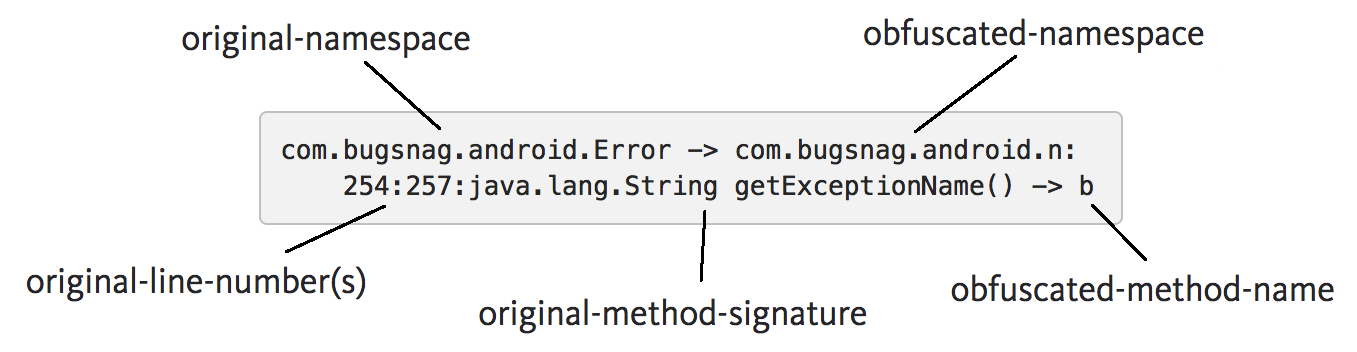 original-namespace
obfuscated-namespace
com.bugsnag.android.Error -> com.bugsnag.android.n:
254:257:java.lang.String getExceptionName() -> b
original-line-number(s)
original-method-signature
obfuscated-method-name